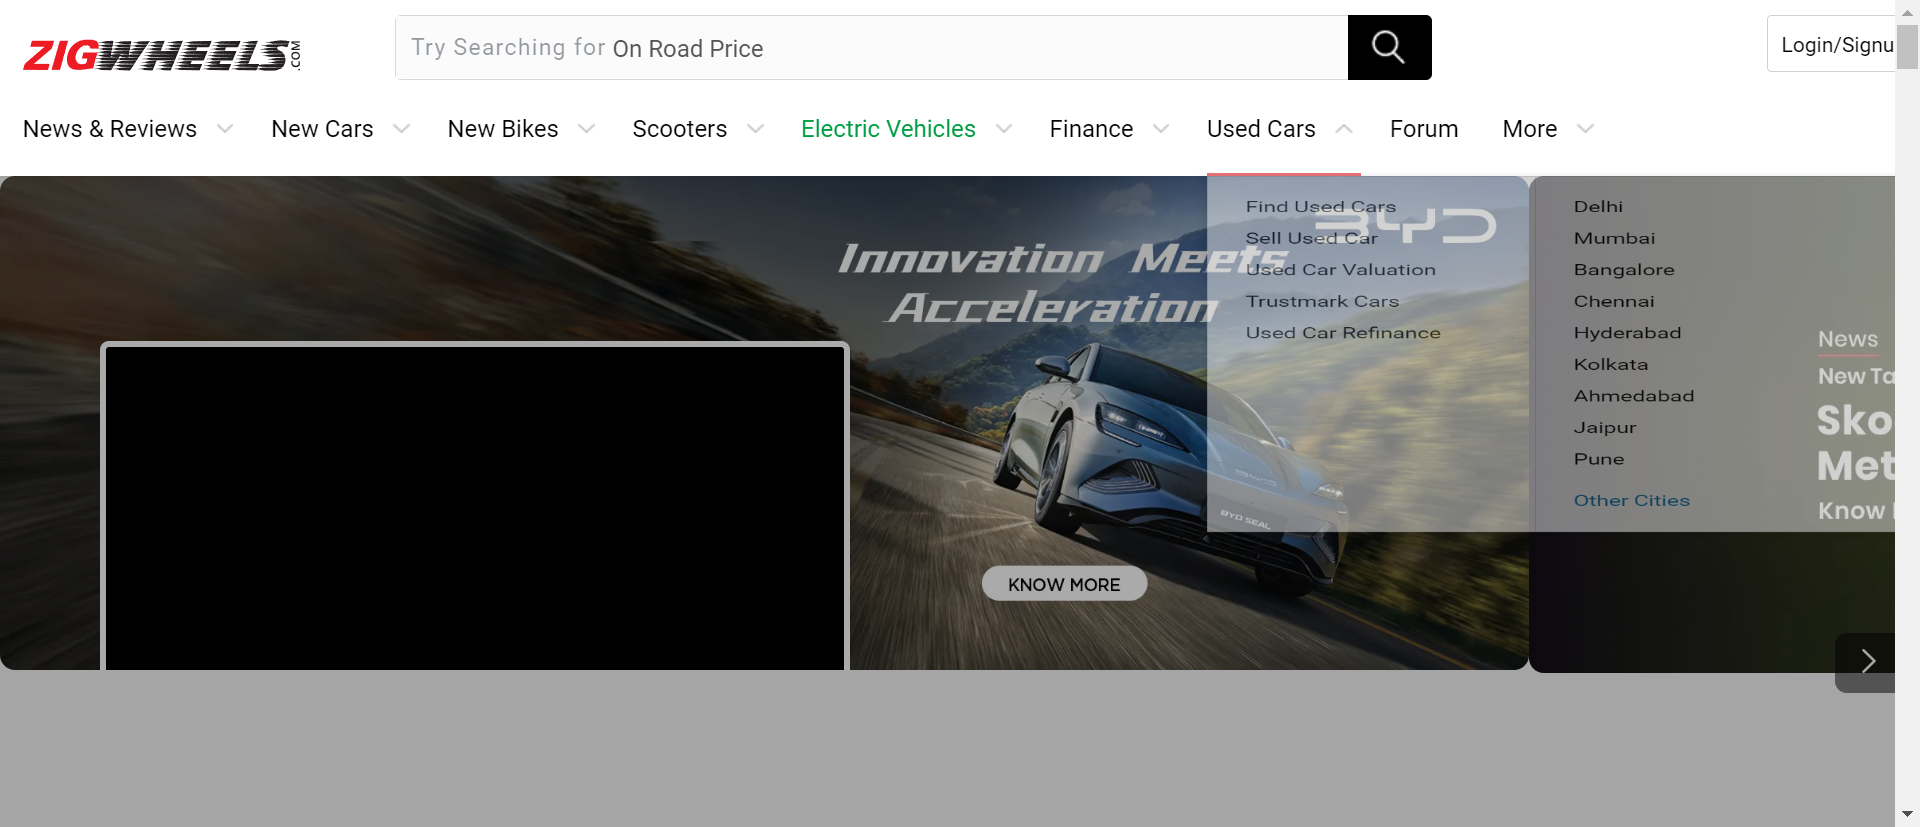 ZIGWHEELS.COM
Try Searching for On Road Price
Login/Signu
News & Reviews
New Cars
New Bikes
Scooters
Electric Vehicles
Finance
Used Cars
Forum
More
Find Used Cars
Sell Used Car
Used Car Valuation
Trustmark Cars
Used Car Refinance
Delhi
Mumbai
Bangalore
Chennai
Hyderabad
Kolkata
Ahmedabad
Jaipur
Pune
Other Cities
BYD
Innovation Meets
Acceleration
BYD
BYD SEAL
KNOW MORE
News
New Ta
Sko
Met
Know